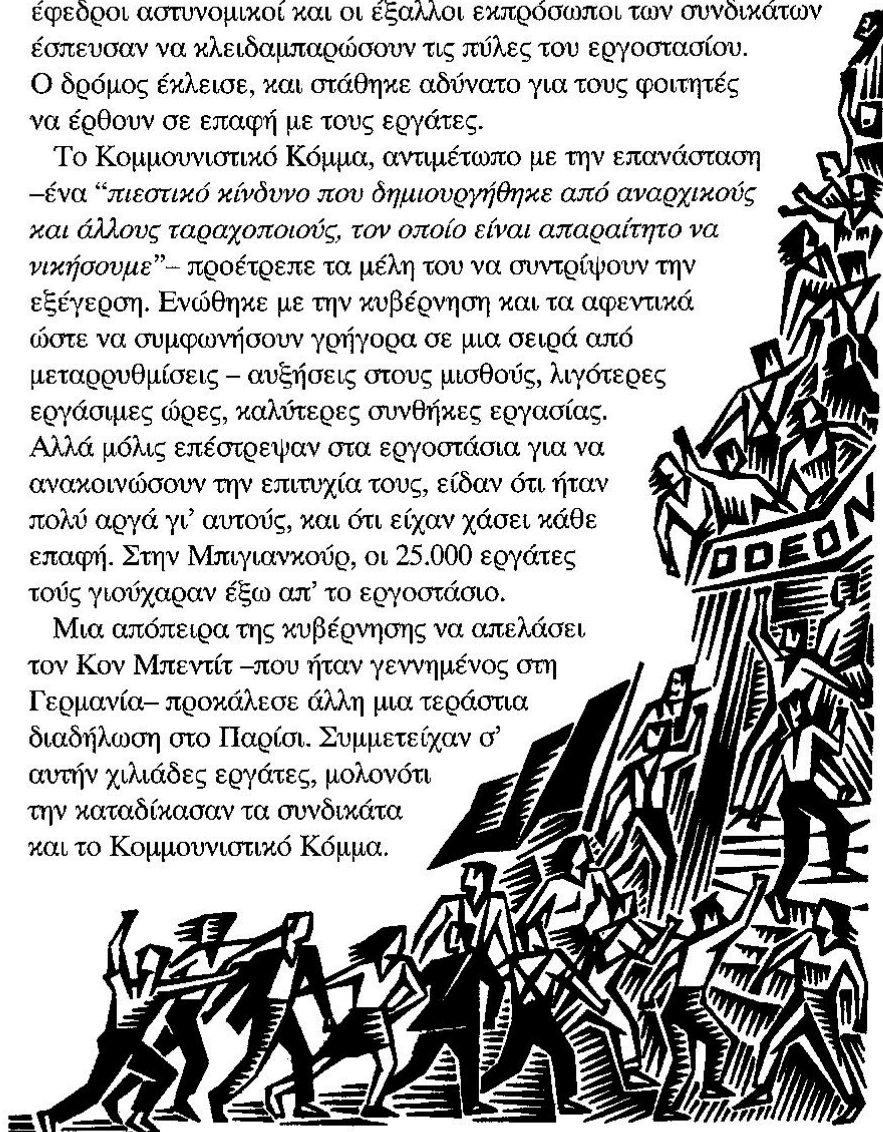 έφεδροι αστυνομικοί και οι έξαλλοι εκπρόσωποι των συνδικάτων
έσπευσαν να κλειδαμπαρώσουν τις πύλες του εργοστασίου.
Ο δρόμος έκλεισε, και στάθηκε αδύνατο για τους φοιτητές
να έρθουν σε επαφή με τους εργάτες.
Το Κομμουνιστικό Κόμμα, αντιμέτωπο με την επανάσταση
–ένα “πιεστικό κίνδυνο που δημιουργήθηκε από αναρχικούς
και άλλους ταραχοποιούς, τον οποίο είναι απαραίτητο να
νικήσουμε”– προέτρεπε τα μέλη του να συντρίψουν την
εξέγερση. Ενώθηκε με την κυβέρνηση και τα αφεντικά
ώστε να συμφωνήσουν γρήγορα σε μια σειρά από
μεταρρυθμίσεις – αυξήσεις στους μισθούς, λιγότερες
εργάσιμες ώρες, καλύτερες συνθήκες εργασίας.
Αλλά μόλις επέστρεψαν στα εργοστάσια για να
ανακοινώσουν την επιτυχία τους, είδαν ότι ήταν
πολύ αργά γι’ αυτούς, και ότι είχαν χάσει κάθε
επαφή. Στην Μπιγιανκούρ, οι 25.000 εργάτες
τούς γιούχαραν έξω απ’ το εργοστάσιο.
Μια απόπειρα της κυβέρνησης να απελάσει
τον Κον Μπεντίτ –που ήταν γεννημένος στη
Γερμανία– προκάλεσε άλλη μια τεράστια
διαδήλωση στο Παρίσι. Συμμετείχαν σ’
αυτήν χιλιάδες εργάτες, μολονότι
την καταδίκασαν τα συνδικάτα
και το Κομμουνιστικό Κόμμα.
ODEON